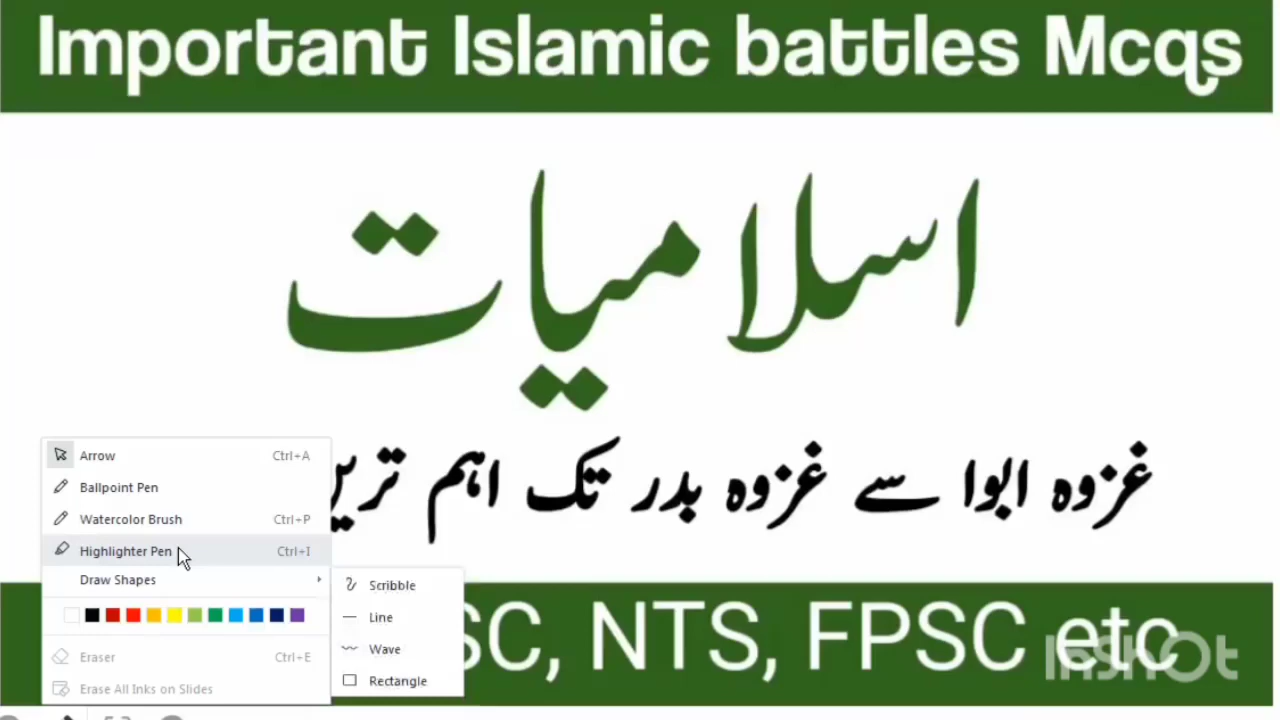 Important Islamic battles Mcqs
اسلامیات
غزوہ ابوا سے غزوہ بدر تک اہم ترین
SC, NTS, FPSC etc
InShOt
Arrow Ctrl+A
Ballpoint Pen
Watercolor Brush Ctrl+P
Highlighter Pen Ctrl+I
Draw Shapes
Eraser Ctrl+E
Erase All Inks on Slides
Scribble
Line
Wave
Rectangle